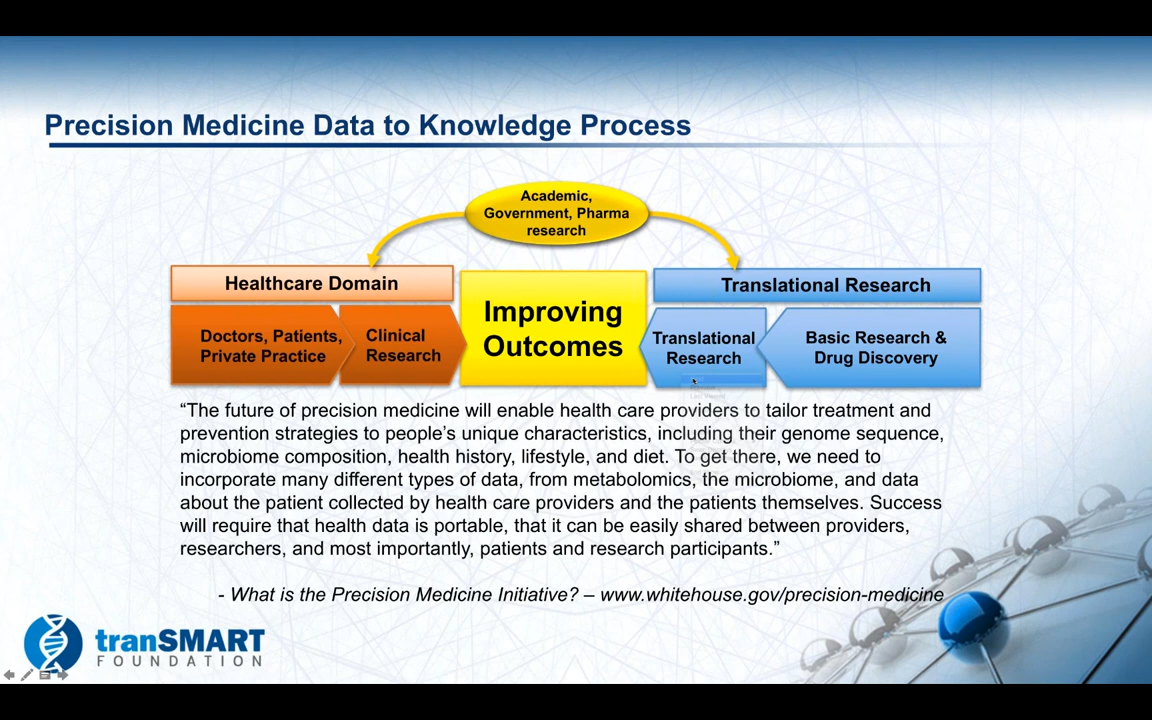 Precision Medicine Data to Knowledge Process
Academic,
Government, Pharma
research
Healthcare Domain
Doctors, Patients,
Private Practice
Clinical
Research
Improving
Outcomes
Translational Research
Translational
Research
Basic Research &
Drug Discovery
“The future of precision medicine will enable health care providers to tailor treatment and
prevention strategies to people’s unique characteristics, including their genome sequence,
microbiome composition, health history, lifestyle, and diet. To get there, we need to
incorporate many different types of data, from metabolomics, the microbiome, and data
about the patient collected by health care providers and the patients themselves. Success
will require that health data is portable, that it can be easily shared between providers,
researchers, and most importantly, patients and research participants.”
- What is the Precision Medicine Initiative? – www.whitehouse.gov/precision-medicine
tranSMART
FOUNDATION